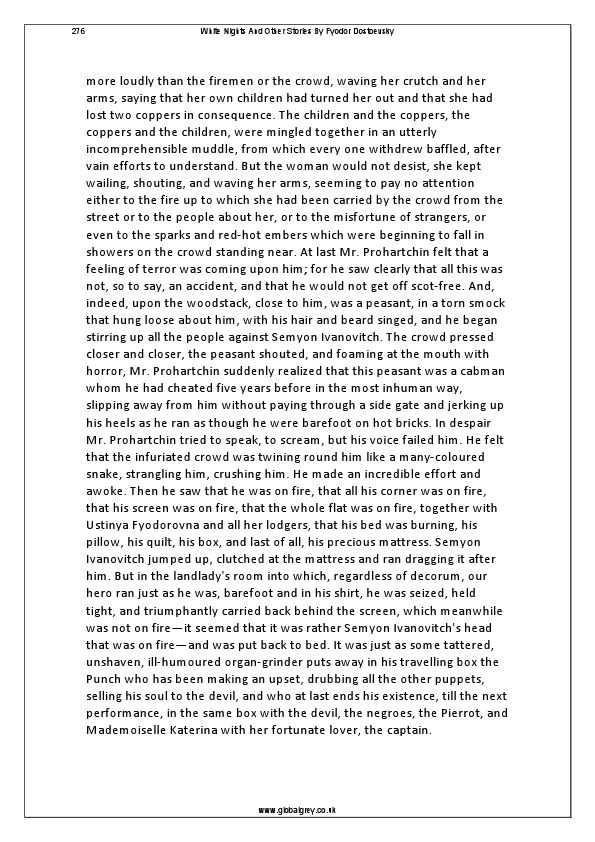 276
White Nights And Other Stories By Fyodor Dostoevsky
more loudly than the firemen or the crowd, waving her crutch and her
arms, saying that her own children had turned her out and that she had
lost two coppers in consequence. The children and the coppers, the
coppers and the children, were mingled together in an utterly
incomprehensible muddle, from which every one withdrew baffled, after
vain efforts to understand. But the woman would not desist, she kept
wailing, shouting, and waving her arms, seeming to pay no attention
either to the fire up to which she had been carried by the crowd from the
street or to the people about her, or to the misfortune of strangers, or
even to the sparks and red-hot embers which were beginning to fall in
showers on the crowd standing near. At last Mr. Prohartchin felt that a
feeling of terror was coming upon him; for he saw clearly that all this was
not, so to say, an accident, and that he would not get off scot-free. And,
indeed, upon the woodstack, close to him, was a peasant, in a torn smock
that hung loose about him, with his hair and beard singed, and he began
stirring up all the people against Semyon Ivanovitch. The crowd pressed
closer and closer, the peasant shouted, and foaming at the mouth with
horror, Mr. Prohartchin suddenly realized that this peasant was a cabman
whom he had cheated five years before in the most inhuman way,
slipping away from him without paying through a side gate and jerking up
his heels as he ran as though he were barefoot on hot bricks. In despair
Mr. Prohartchin tried to speak, to scream, but his voice failed him. He felt
that the infuriated crowd was twining round him like a many-coloured
snake, strangling him, crushing him. He made an incredible effort and
awoke. Then he saw that he was on fire, that all his corner was on fire,
that his screen was on fire, that the whole flat was on fire, together with
Ustinya Fyodorovna and all her lodgers, that his bed was burning, his
pillow, his quilt, his box, and last of all, his precious mattress. Semyon
Ivanovitch jumped up, clutched at the mattress and ran dragging it after
him. But in the landlady's room into which, regardless of decorum, our
hero ran just as he was, barefoot and in his shirt, he was seized, held
tight, and triumphantly carried back behind the screen, which meanwhile
was not on fire—it seemed that it was rather Semyon Ivanovitch's head
that was on fire—and was put back to bed. It was just as some tattered,
unshaven, ill-humoured organ-grinder puts away in his travelling box the
Punch who has been making an upset, drubbing all the other puppets,
selling his soul to the devil, and who at last ends his existence, till the next
performance, in the same box with the devil, the negroes, the Pierrot, and
Mademoiselle Katerina with her fortunate lover, the captain.
www.globalgrey.co.uk